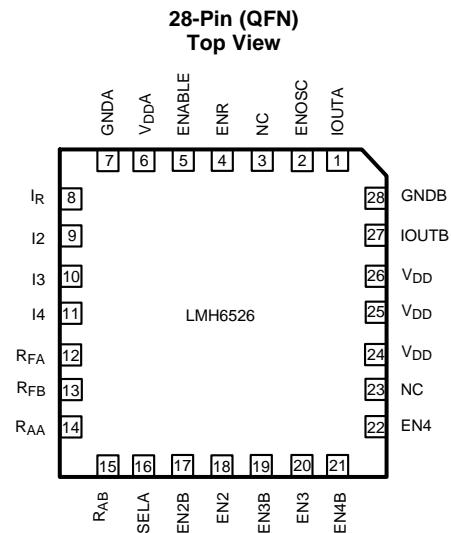 28-Pin (QFN)
Top View
GNDA
VDDA
ENABLE
ENR
NC
ENOSC
IOUTA
7
6
5
4
3
2
1
IR
8
28
GNDB
I2
9
27
IOUTB
I3
10
26
VDD
I4
11
LMH6526
25
VDD
RFA
12
24
VDD
RFB
13
23
NC
RAA
14
22
EN4
15
16
17
18
19
20
21
RAB
SELA
EN2B
EN2
EN3B
EN3
EN4B